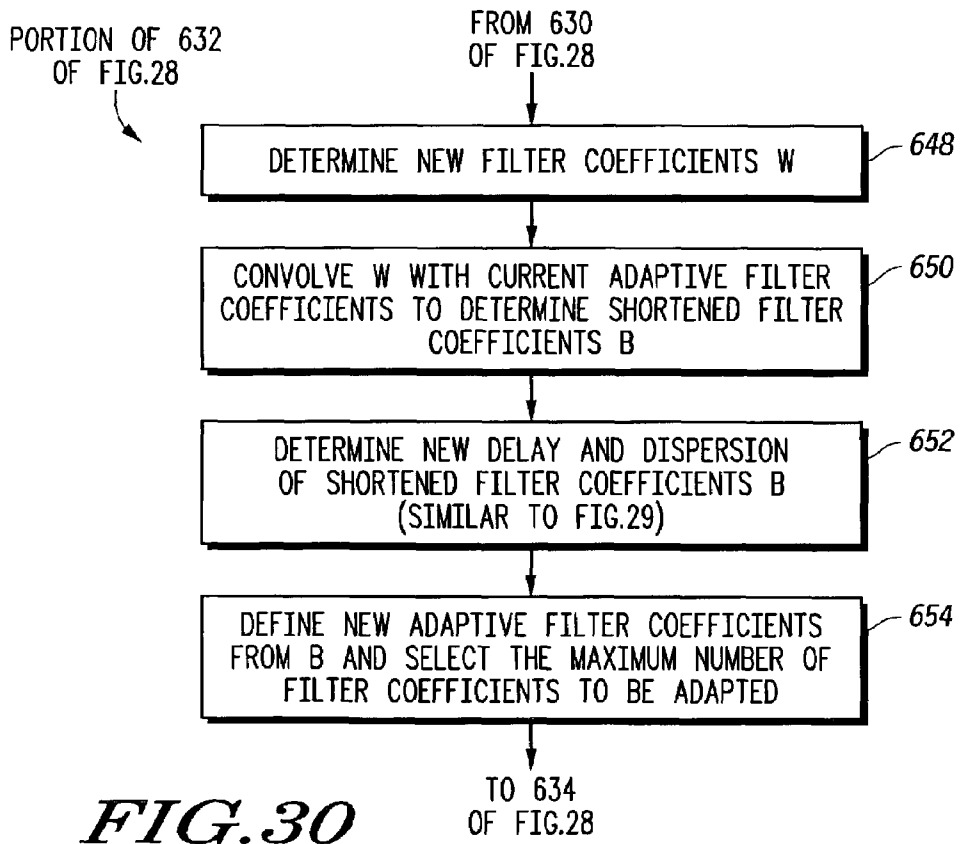 PORTION OF 632
OF FIG.28
FROM 630
OF FIG.28
DETERMINE NEW FILTER COEFFICIENTS W
648
CONVOLVE W WITH CURRENT ADAPTIVE FILTER
COEFFICIENTS TO DETERMINE SHORTENED FILTER
COEFFICIENTS B
650
DETERMINE NEW DELAY AND DISPERSION
OF SHORTENED FILTER COEFFICIENTS B
(SIMILAR TO FIG.29)
652
DEFINE NEW ADAPTIVE FILTER COEFFICIENTS
FROM B AND SELECT THE MAXIMUM NUMBER OF
FILTER COEFFICIENTS TO BE ADAPTED
654
TO 634
OF FIG.28
FIG.30